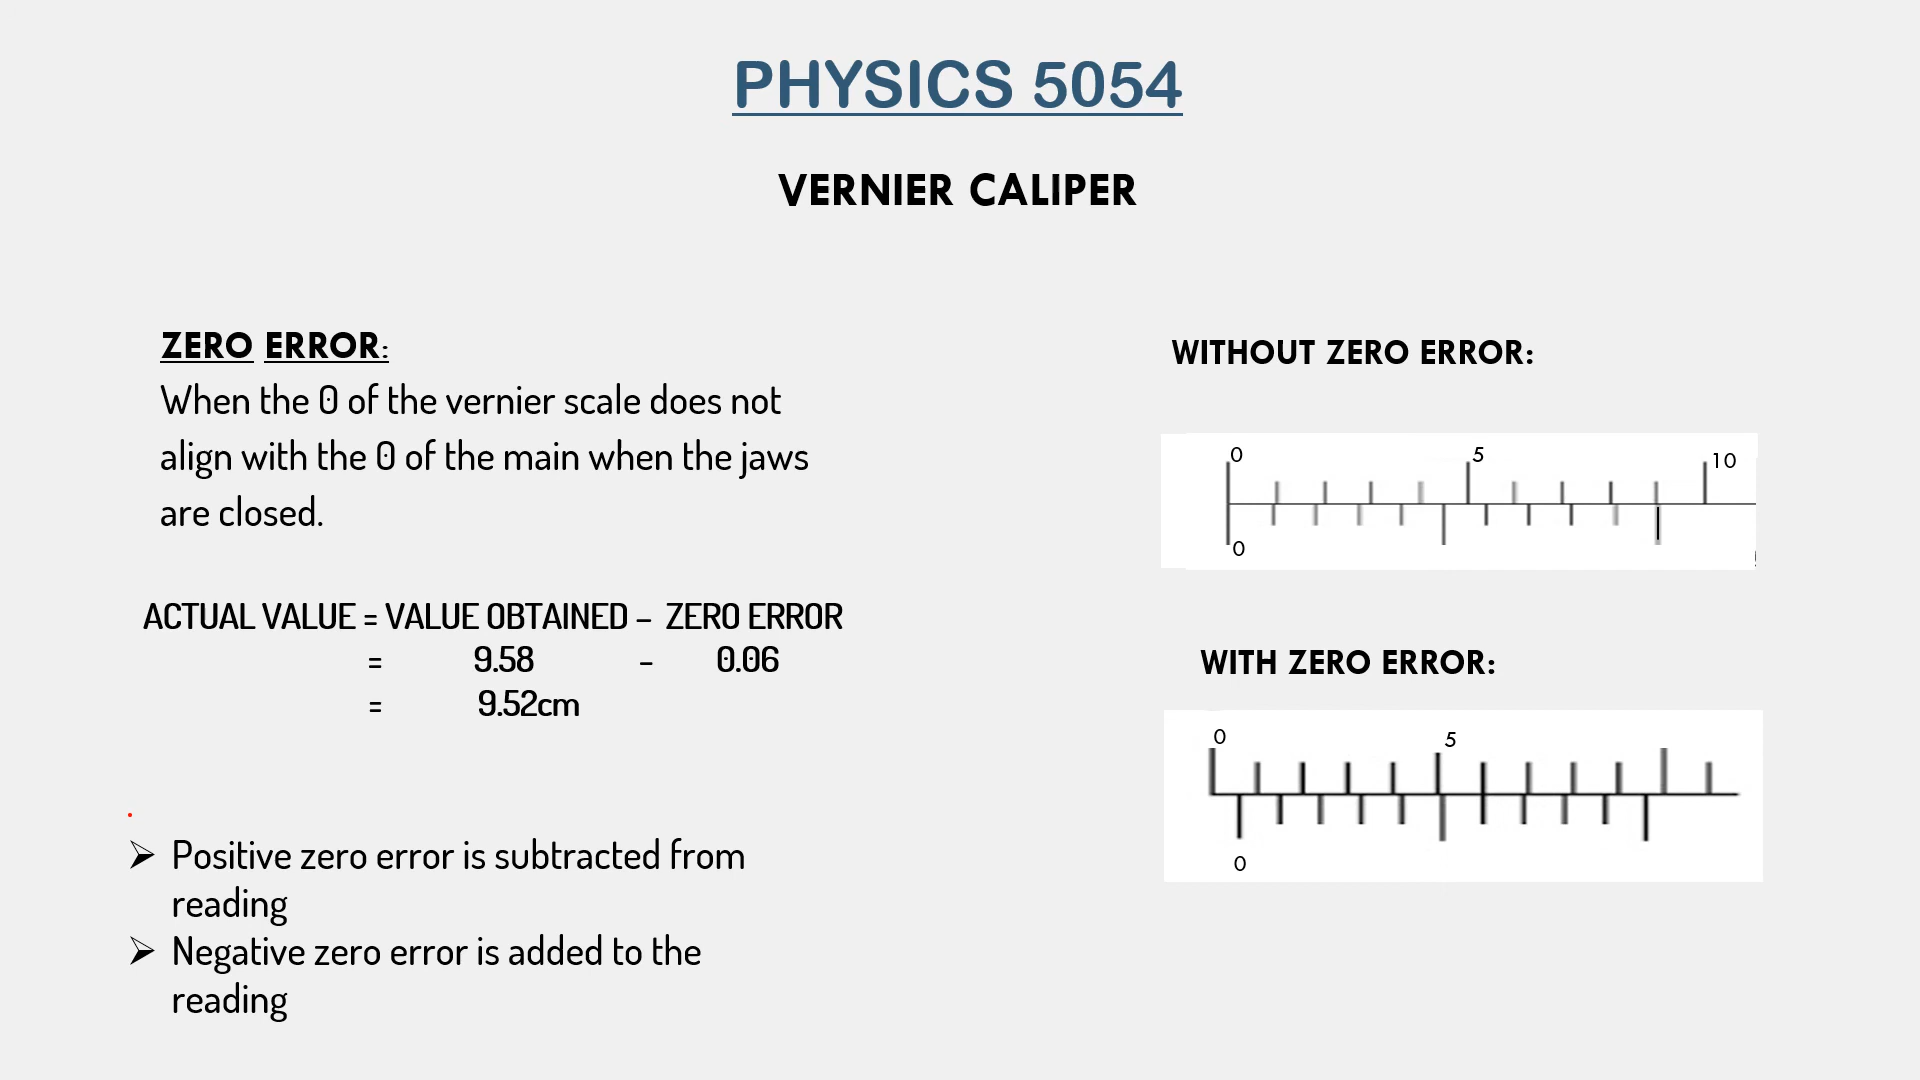 PHYSICS 5054
VERNIER CALIPER
ZERO ERROR:
When the 0 of the vernier scale does not
align with the 0 of the main when the jaws
are closed.
ACTUAL VALUE = VALUE OBTAINED – ZERO ERROR
= 9.58 – 0.06
= 9.52cm
➢ Positive zero error is subtracted from
reading
➢ Negative zero error is added to the
reading
WITHOUT ZERO ERROR:
0 5 10
0
WITH ZERO ERROR:
0 5
0